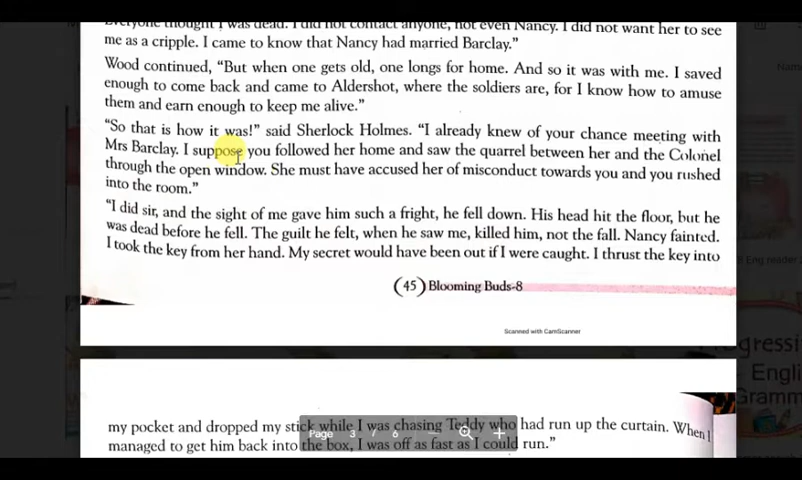 Everyone thought I was dead. I did not contact anyone, not even Nancy. I did not want her to see
me as a cripple. I came to know that Nancy had married Barclay."
Wood continued, "But when one gets old, one longs for home. And so it was with me. I saved
enough to come back and came to Aldershot, where the soldiers are, for I know how to amuse
them and earn enough to keep me alive."
"So that is how it was!" said Sherlock Holmes. "I already knew of your chance meeting with
Mrs Barclay. I suppose you followed her home and saw the quarrel between her and the Colonel
through the open window. She must have accused her of misconduct towards you and you rushed
into the room."
"I did sir, and the sight of me gave him such a fright, he fell down. His head hit the floor, but he
was dead before he fell. The guilt he felt, when he saw me, killed him, not the fall. Nancy fainted.
I took the key from her hand. My secret would have been out if I were caught. I thrust the key into
(45) Blooming Buds-8
Scanned with CamScanner
my pocket and dropped my stick while I was chasing Teddy who had run up the curtain. When I
Page 3 / 6
managed to get him back into the box, I was off as fast as I could run."
Eng reader
gressi
Engli
Gramm